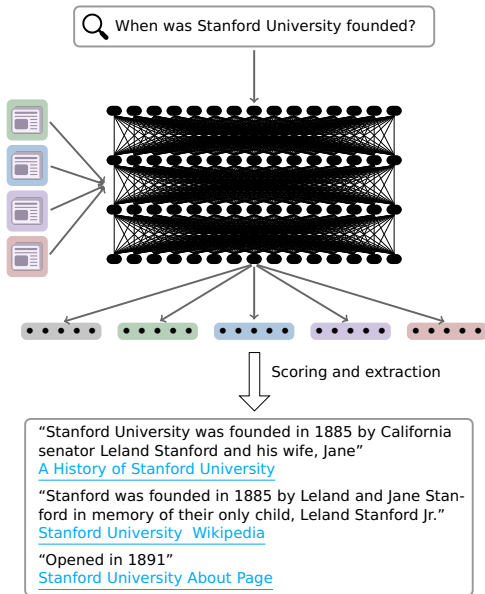 When was Stanford University founded?
Scoring and extraction
“Stanford University was founded in 1885 by California
senator Leland Stanford and his wife, Jane”
A History of Stanford University
“Stanford was founded in 1885 by Leland and Jane Stan-
ford in memory of their only child, Leland Stanford Jr.”
Stanford University Wikipedia
“Opened in 1891”
Stanford University About Page